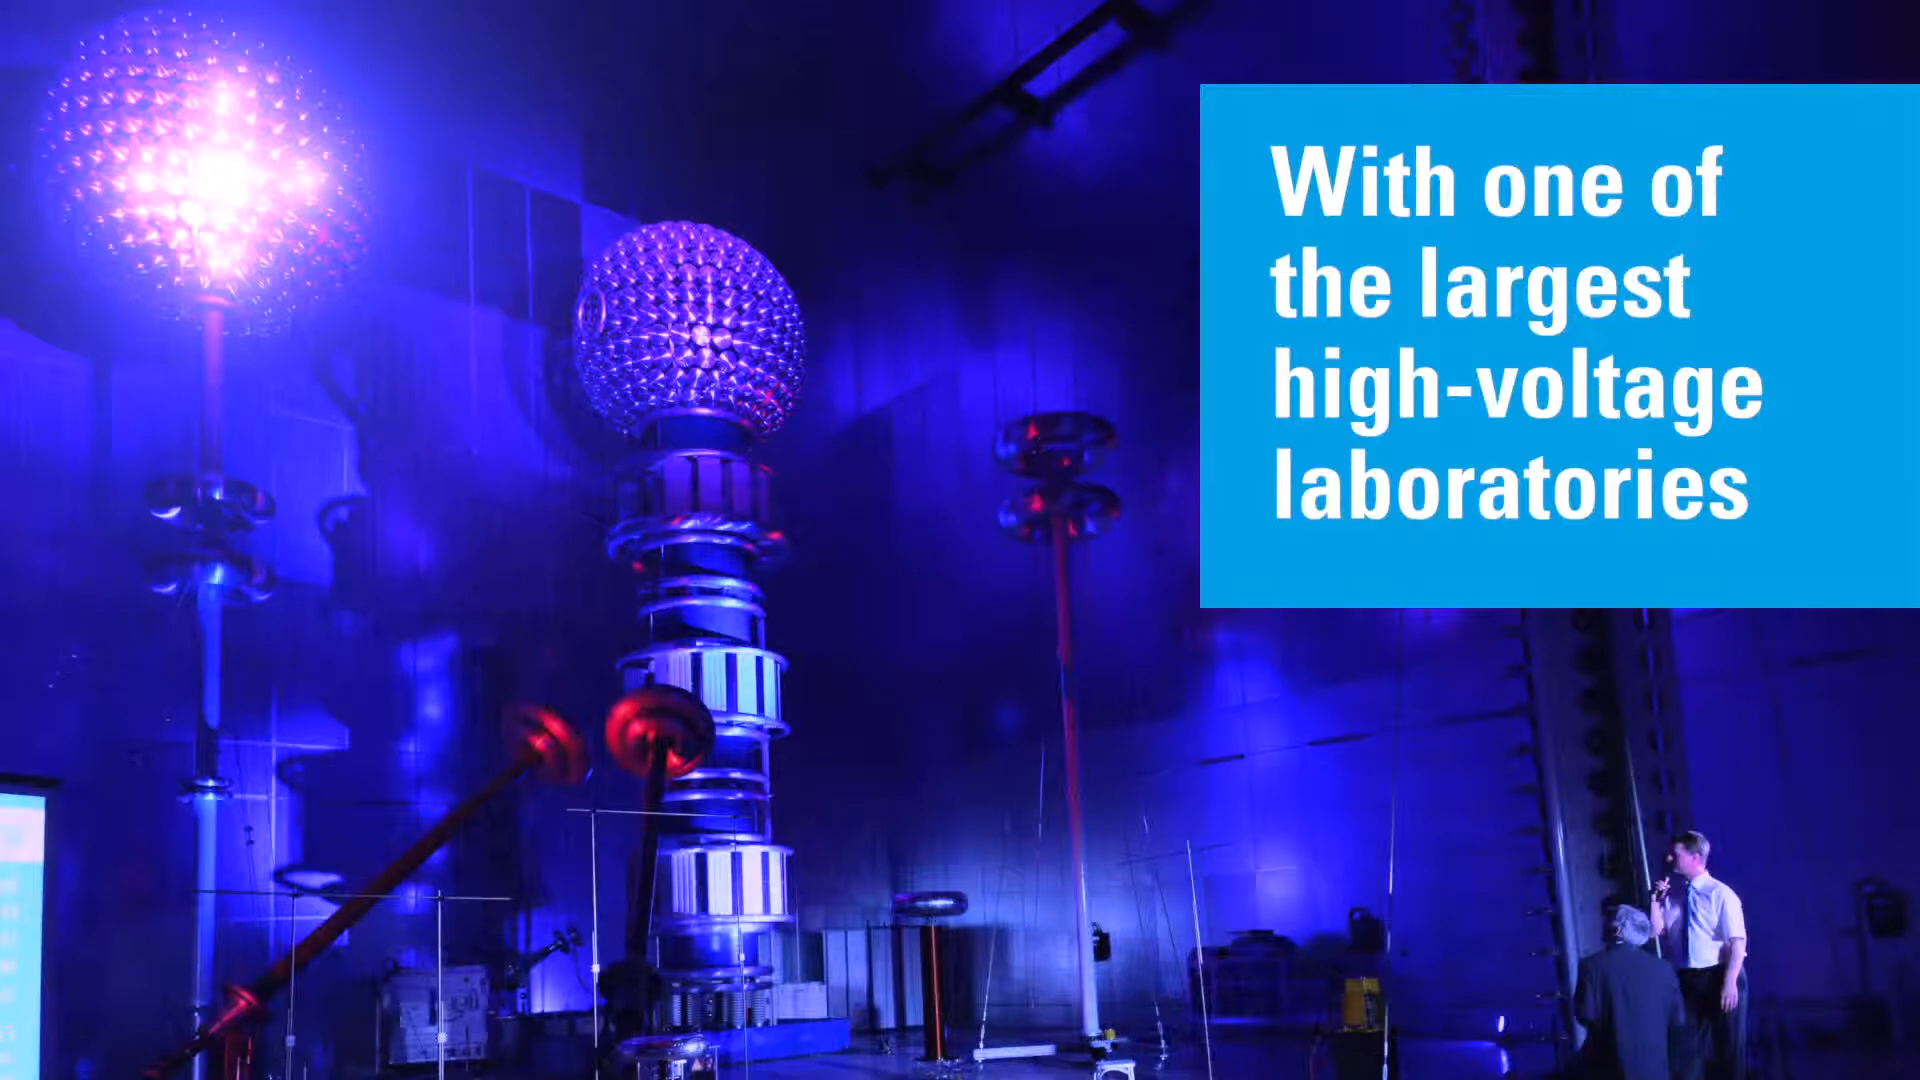 With one of
the largest
high-voltage
laboratories